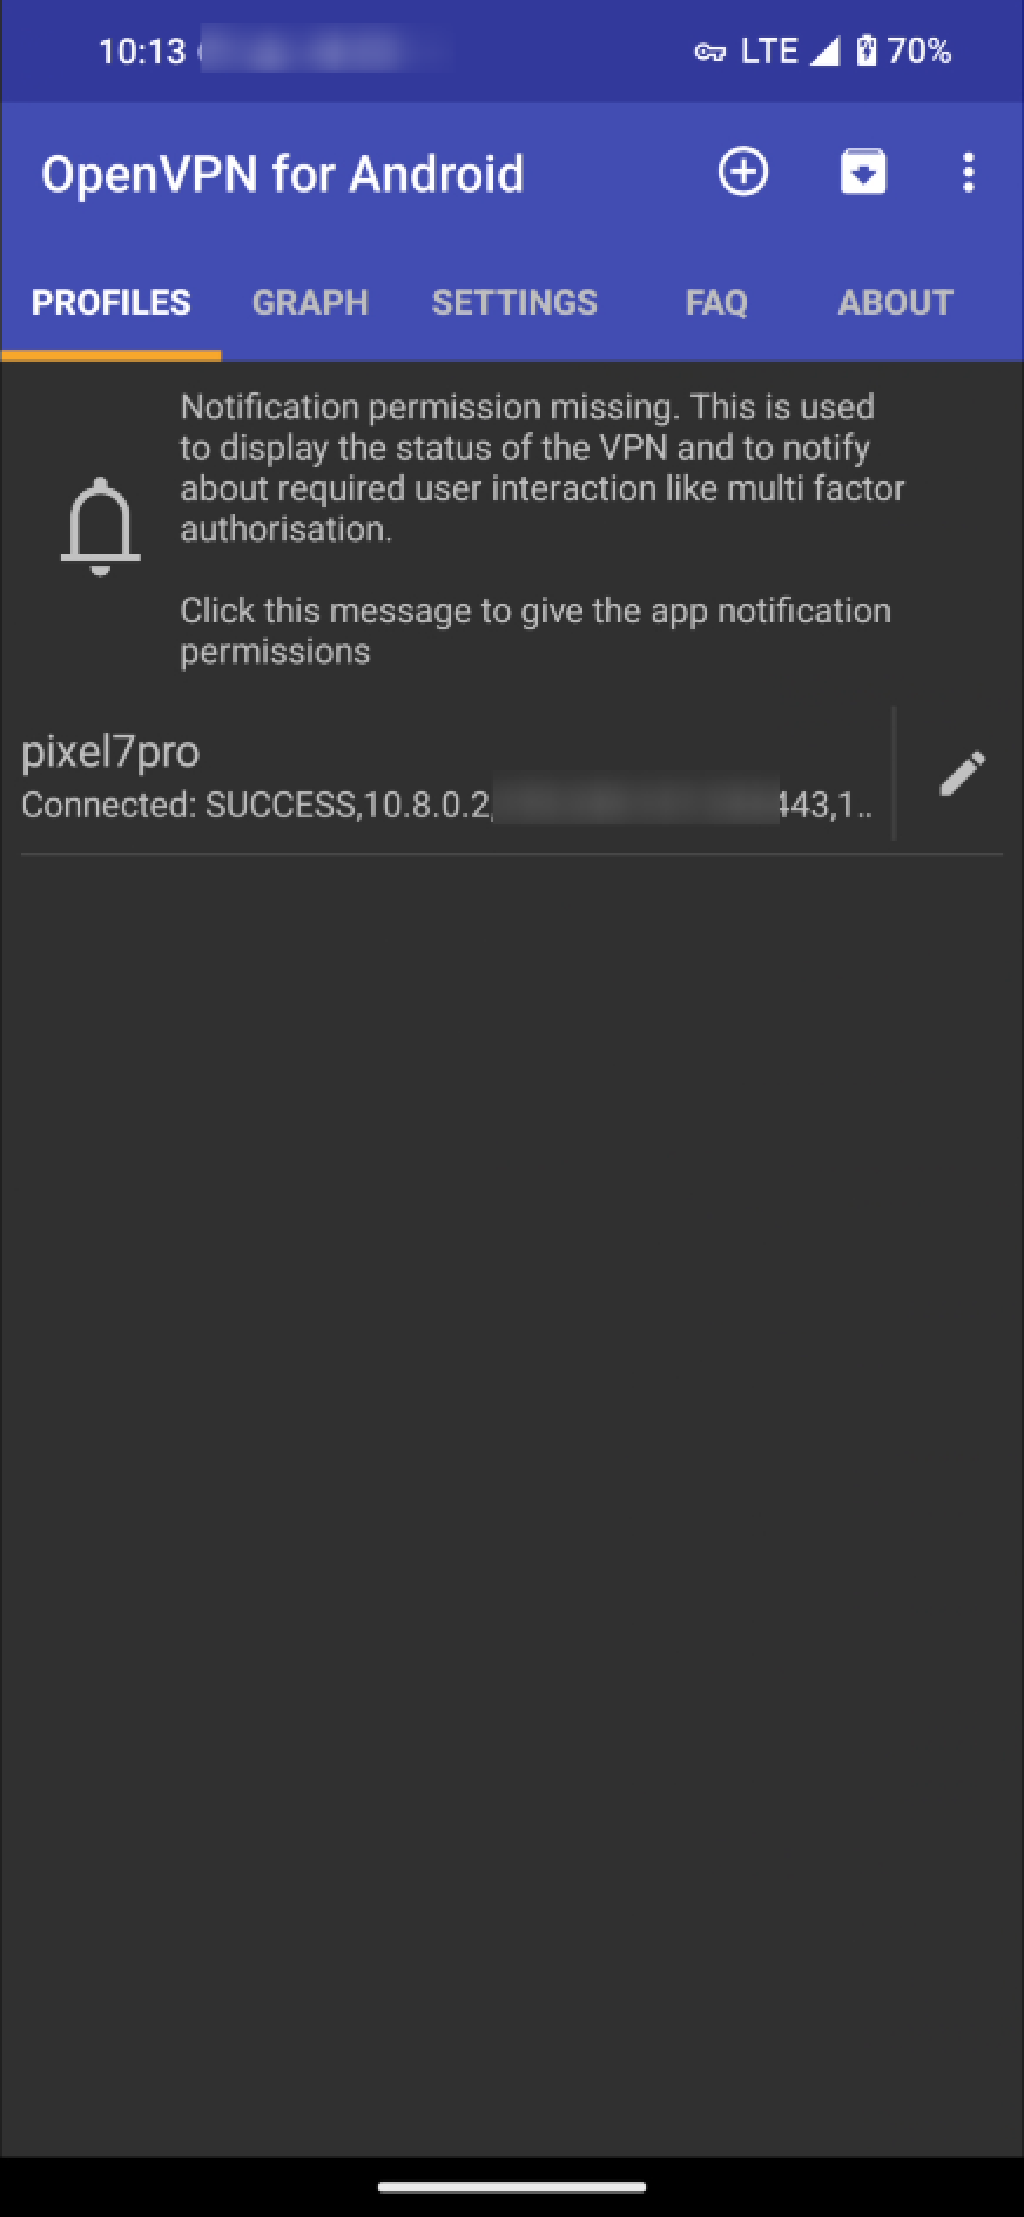 10:13 LTE 70%
OpenVPN for Android
PROFILES GRAPH SETTINGS FAQ ABOUT
Notification permission missing. This is used
to display the status of the VPN and to notify
about required user interaction like multi factor
authorisation.
Click this message to give the app notification
permissions
pixel7pro
Connected: SUCCESS,10.8.0.2, 443,1..